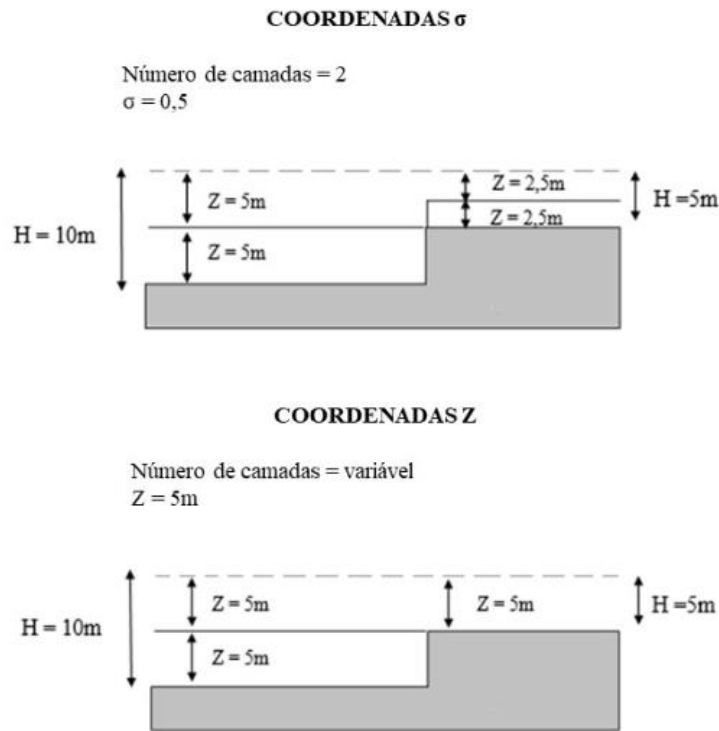 COORDENADAS σ
Número de camadas = 2
σ = 0,5
Z = 5m
Z = 2,5m
H =5m
Z = 2,5m
H = 10m
Z = 5m
COORDENADAS Z
Número de camadas = variável
Z = 5m
Z = 5m
Z = 5m
H =5m
H = 10m
Z = 5m